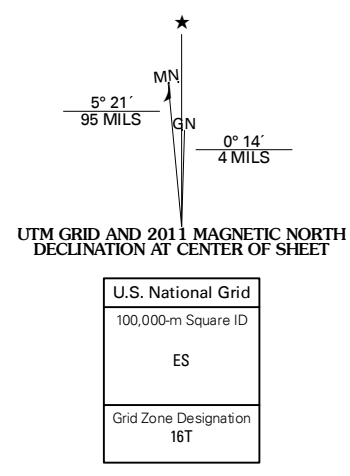 ★
MN
5° 21´
95 MILS
GN
0° 14´
4 MILS
UTM GRID AND 2011 MAGNETIC NORTH
DECLINATION AT CENTER OF SHEET
U.S. National Grid
100,000-m Square ID
ES
Grid Zone Designation
16T